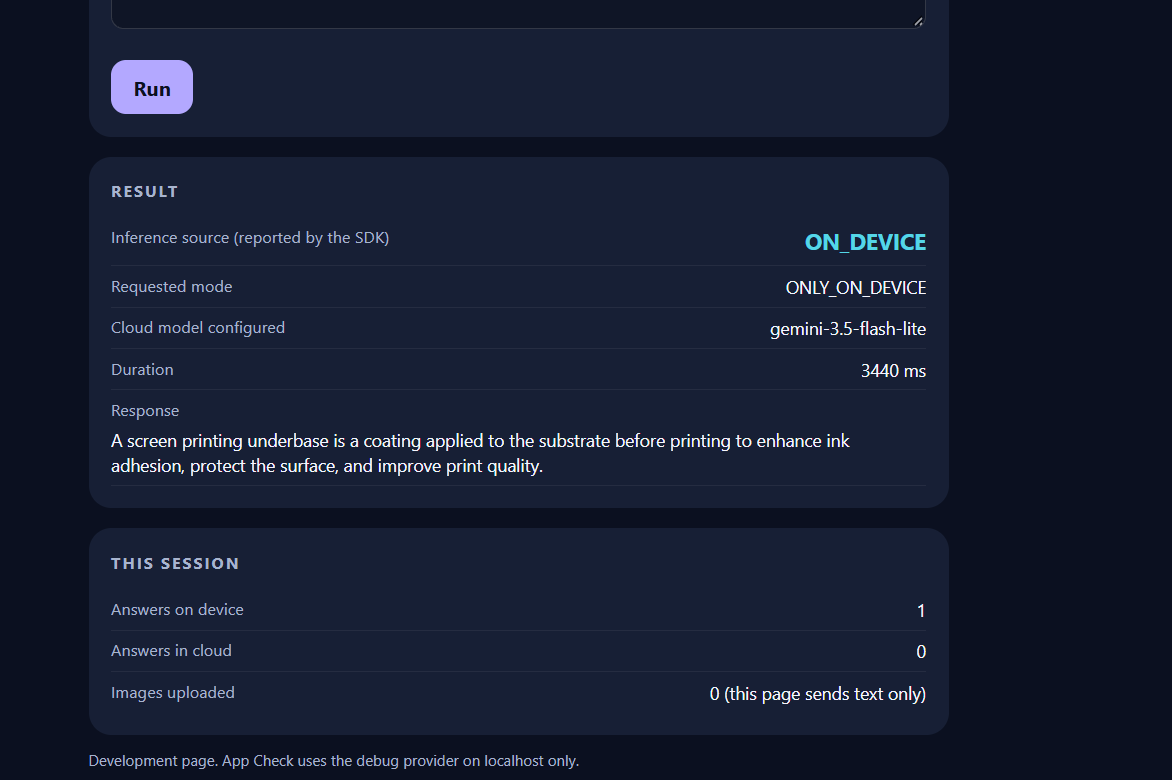 Run
RESULT
Inference source (reported by the SDK) ON_DEVICE
Requested mode ONLY_ON_DEVICE
Cloud model configured gemini-3.5-flash-lite
Duration 3440 ms
Response
A screen printing underbase is a coating applied to the substrate before printing to enhance ink
adhesion, protect the surface, and improve print quality.
THIS SESSION
Answers on device 1
Answers in cloud 0
Images uploaded 0 (this page sends text only)
Development page. App Check uses the debug provider on localhost only.